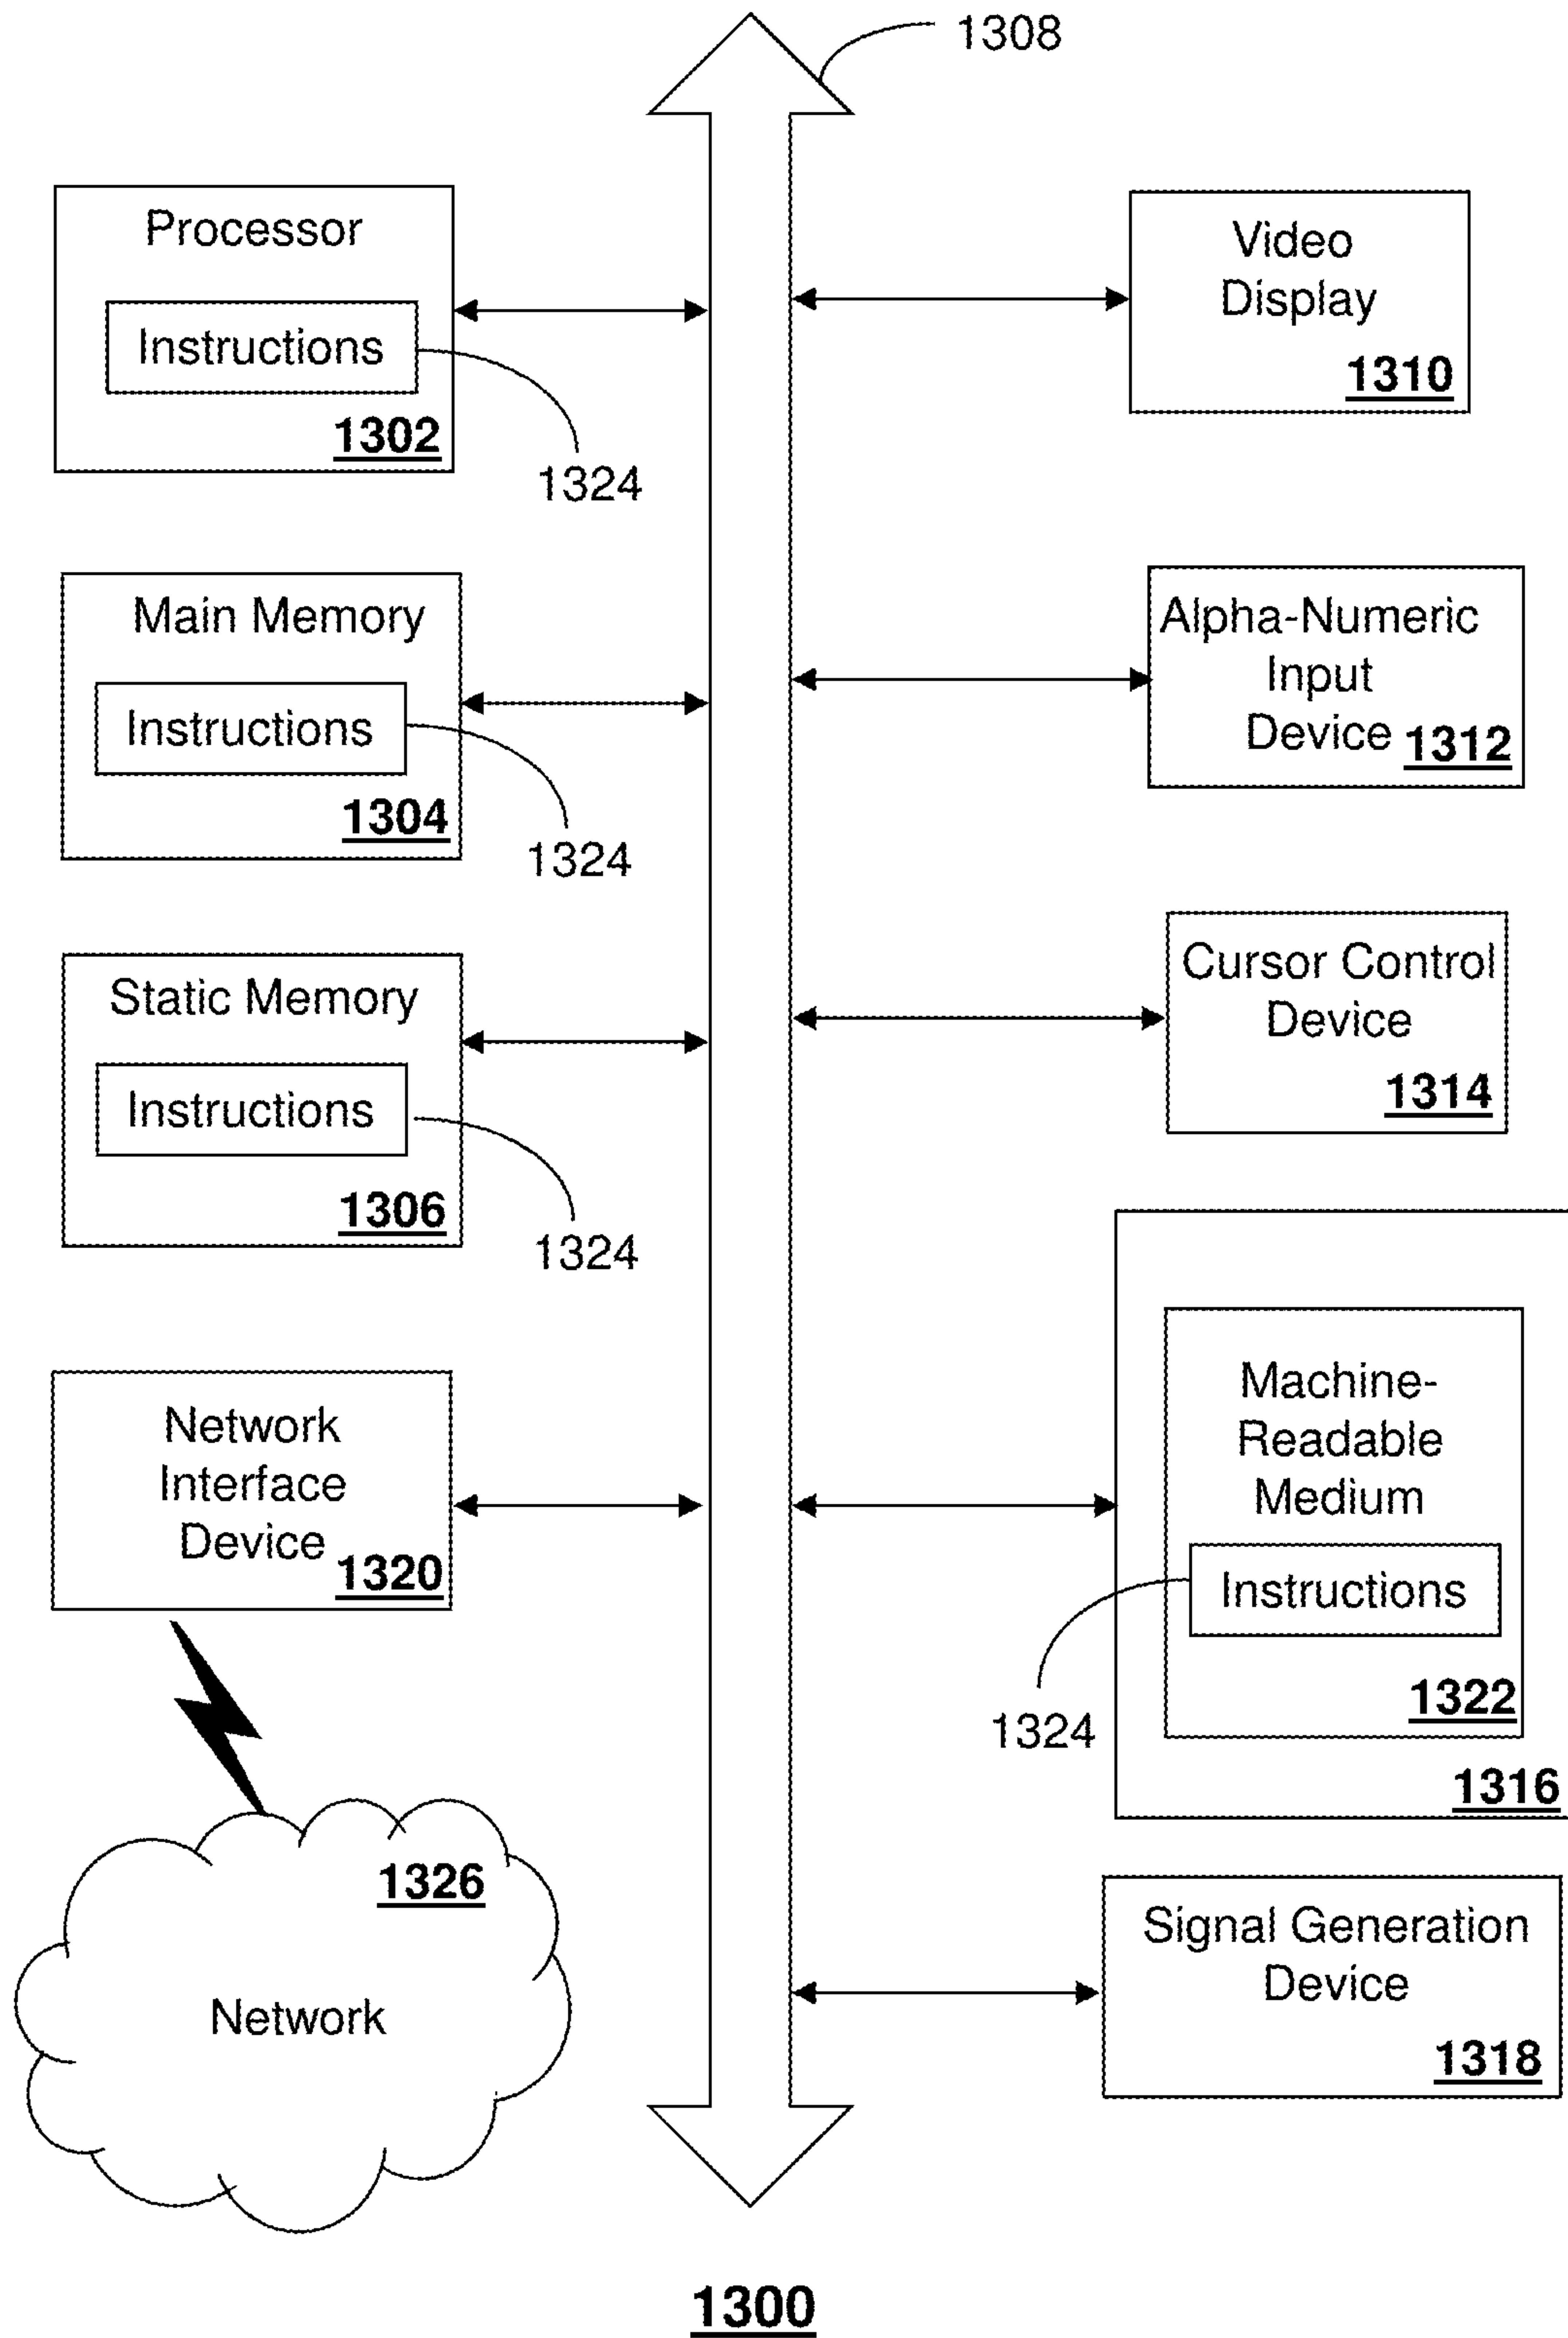 1308
Processor
Instructions
1302
1324
Main Memory
Instructions
1304
1324
Static Memory
Instructions
1306
1324
Network
Interface
Device
1320
1326
Network
Video
Display
1310
Alpha-Numeric
Input
Device 1312
Cursor Control
Device
1314
Machine-
Readable
Medium
Instructions
1324
1322
1316
Signal Generation
Device
1318
1300